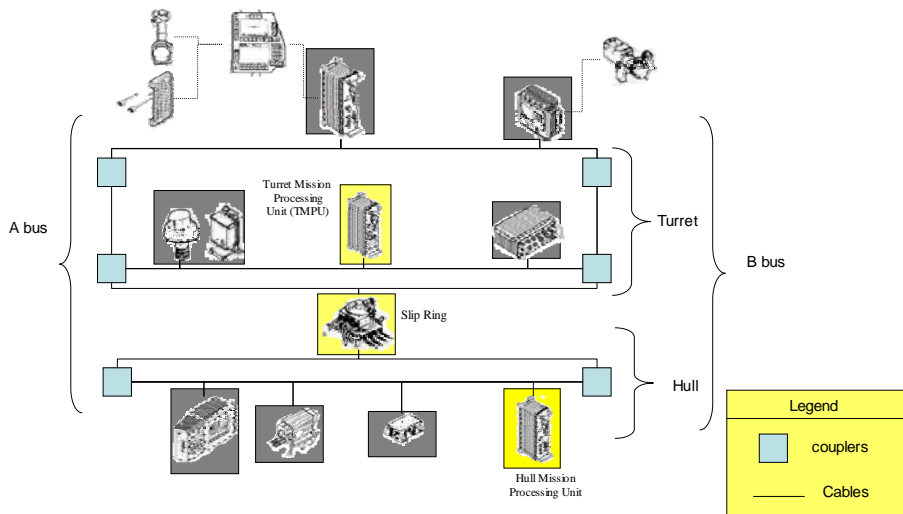 Turret Mission
Processing
Unit (TMPU)
Turret
A bus
B bus
Slip Ring
Hull
Legend
couplers
Cables
Hull Mission
Processing Unit